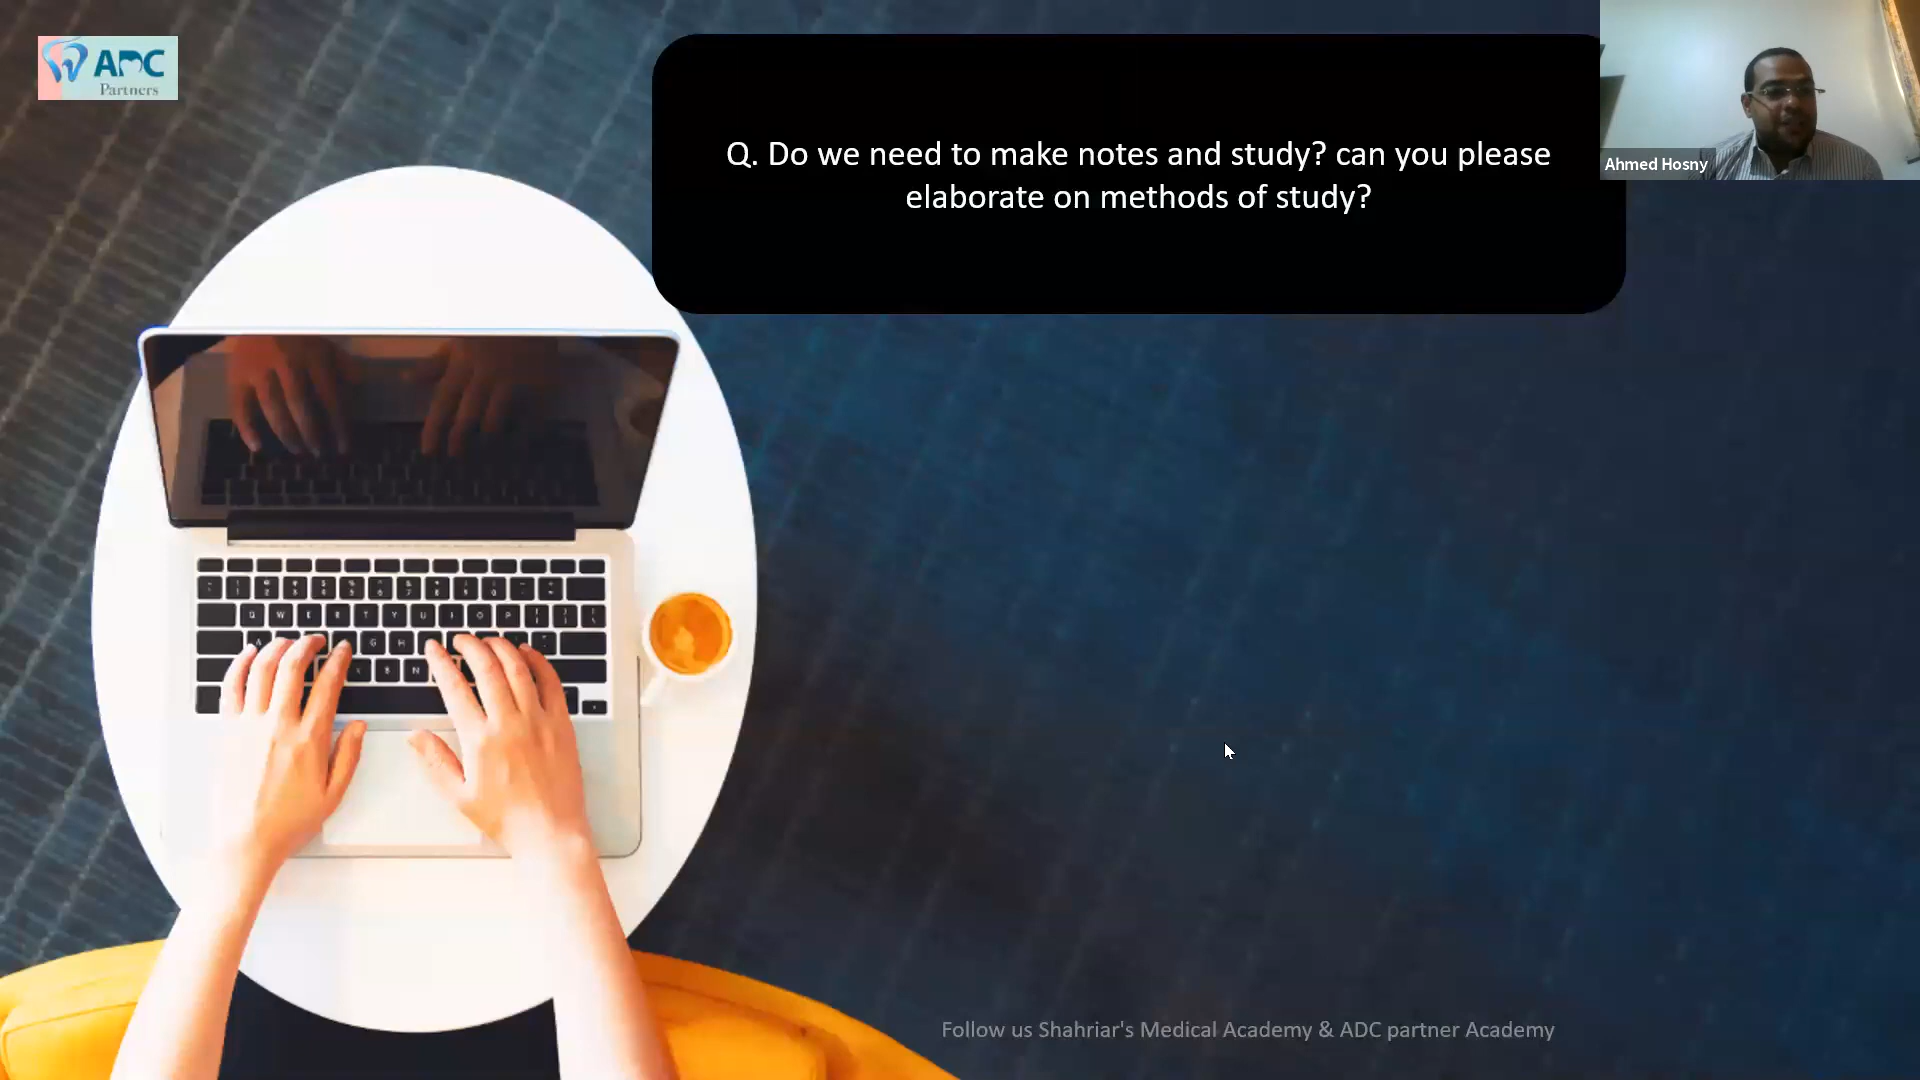 ADC
Partners
Q. Do we need to make notes and study? can you please
elaborate on methods of study?
Ahmed Hosny
Follow us Shahriar's Medical Academy & ADC partner Academy